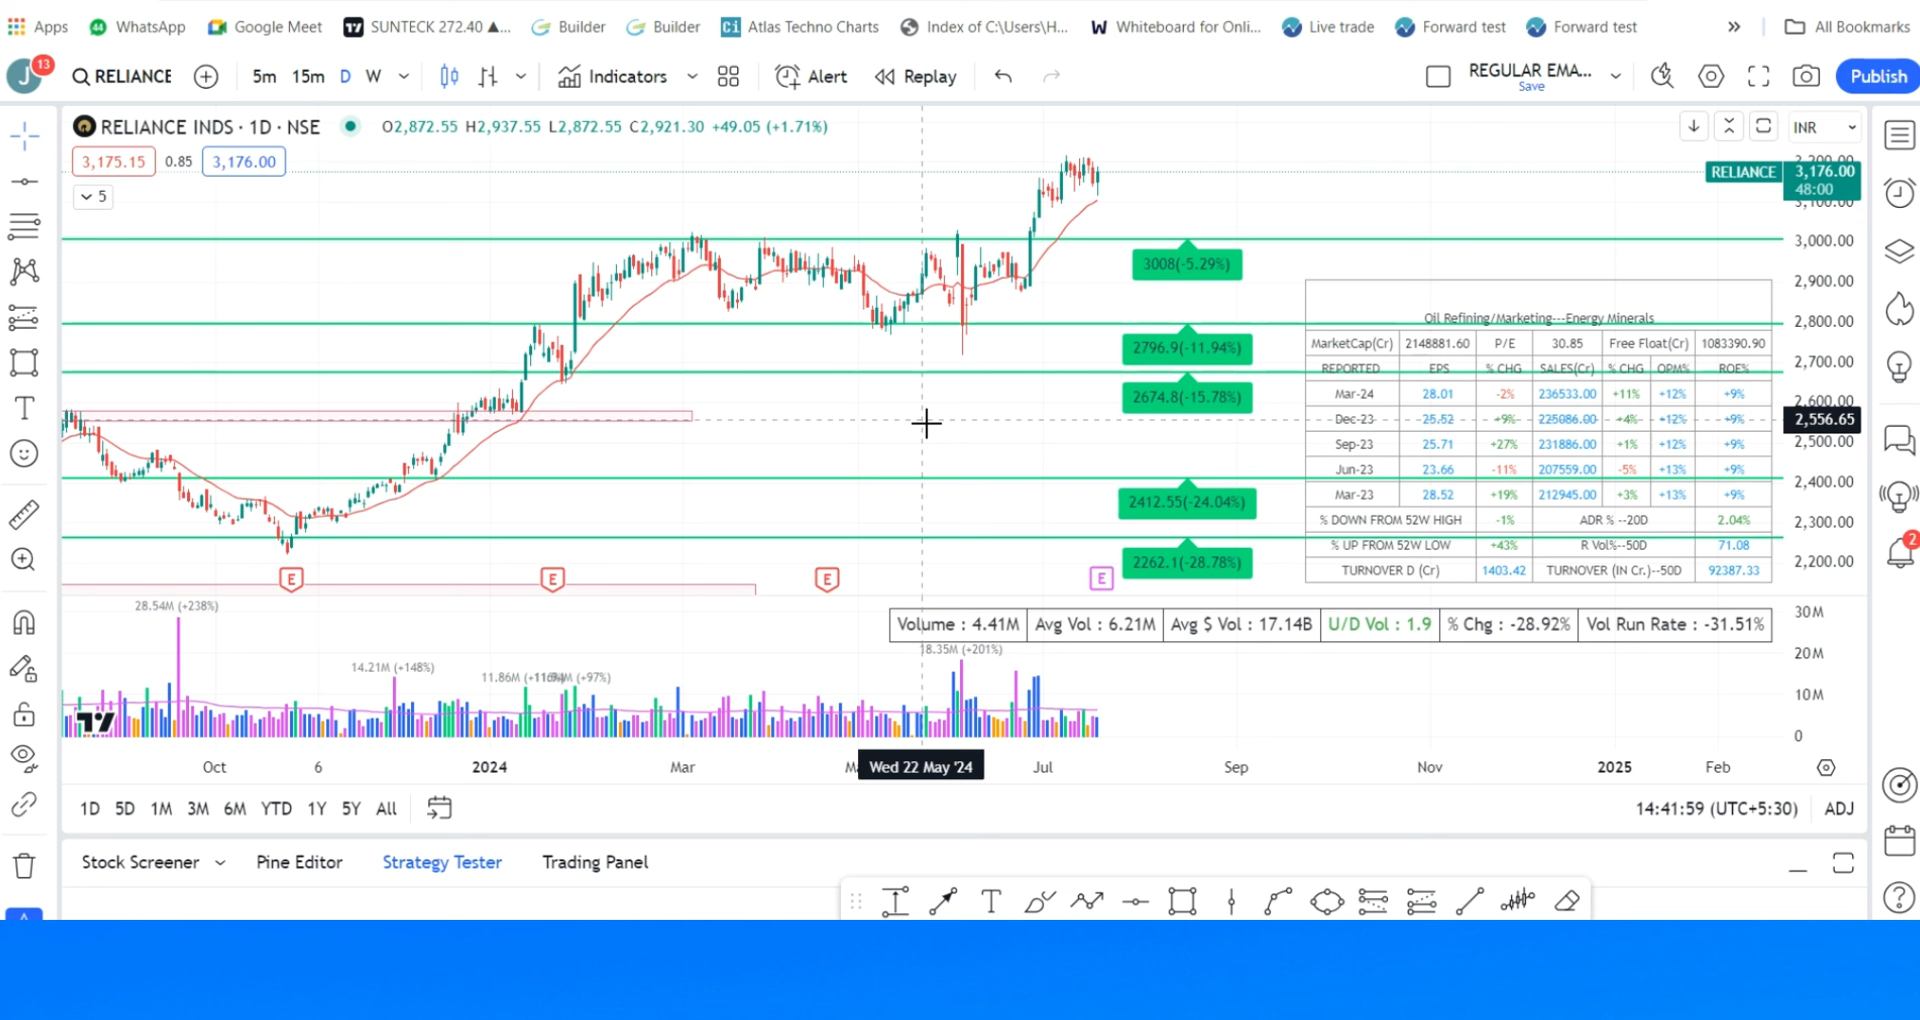 Apps WhatsApp Google Meet SUNTECK 272.40 ▲... Builder Builder Atlas Techno Charts Index of C:\Users\H... Whiteboard for Onli... Live trade Forward test Forward test » All Bookmarks
J 13 RELIANCE 5m 15m D W Indicators Alert Replay REGULAR EMA... Save Publish
RELIANCE INDS · 1D · NSE O2,872.55 H2,937.55 L2,872.55 C2,921.30 +49.05 (+1.71%) INR
3,175.15 0.85 3,176.00
5
3,200.00
RELIANCE 3,176.00
48:00
3,100.00
3,000.00
3008(-5.29%)
2,900.00
2,800.00
2796.9(-11.94%)
2,700.00
2674.8(-15.78%)
2,600.00
2,556.65
2,500.00
2,400.00
2412.55(-24.04%)
2,300.00
2,200.00
2262.1(-28.78%)
Oil Refining/Marketing---Energy Minerals
MarketCap(Cr) 2148881.60 P/E 30.85 Free Float(Cr) 1083390.90
REPORTED EPS % CHG SALES(Cr) % CHG OPM% ROE%
Mar-24 28.01 -2% 236533.00 +11% +12% +9%
Dec-23 25.52 +9% 225086.00 +4% +12% +9%
Sep-23 25.71 +27% 231886.00 +1% +12% +9%
Jun-23 23.66 -11% 207559.00 -5% +13% +9%
Mar-23 28.52 +19% 212945.00 +3% +13% +9%
% DOWN FROM 52W HIGH -1% ADR % --20D 2.04%
% UP FROM 52W LOW +43% R Vol%--50D 71.08
TURNOVER D (Cr) 1403.42 TURNOVER (IN Cr.)--50D 92387.33
E E E E
28.54M (+238%)
Volume : 4.41M Avg Vol : 6.21M Avg $ Vol : 17.14B U/D Vol : 1.9 % Chg : -28.92% Vol Run Rate : -31.51%
18.35M (+201%)
14.21M (+148%)
11.86M (+97%)
30M
20M
10M
0
Oct 6 2024 Mar Wed 22 May '24 Jul Sep Nov 2025 Feb
1D 5D 1M 3M 6M YTD 1Y 5Y All 14:41:59 (UTC+5:30) ADJ
Stock Screener Pine Editor Strategy Tester Trading Panel
2